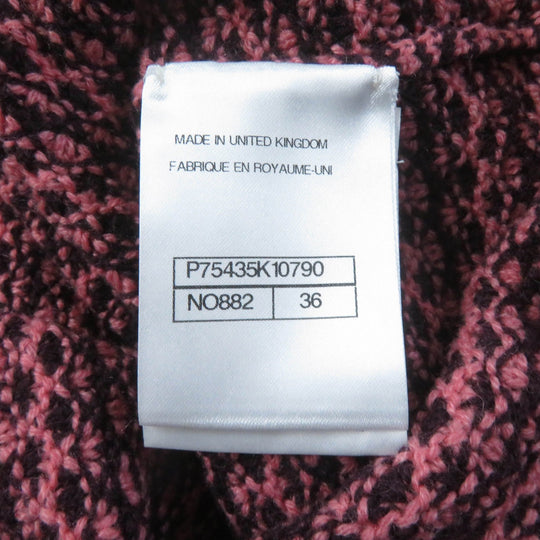 MADE IN UNITED KINGDOM
FABRIQUE EN ROYAUME-UNI
P75435K10790
NO882 36